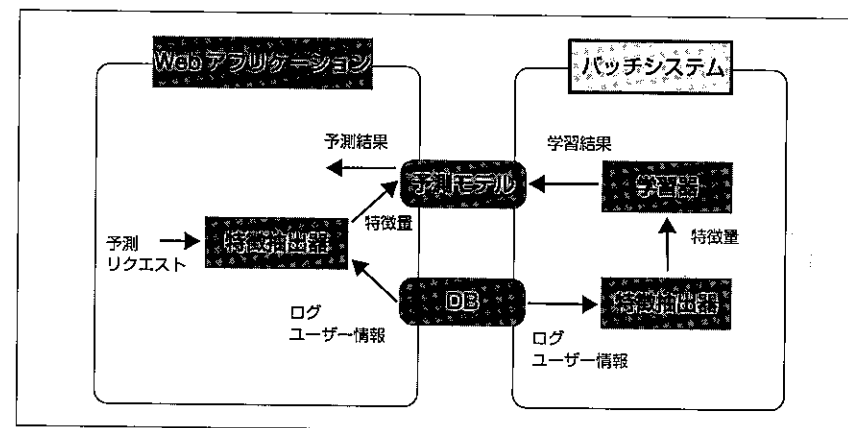 Web アプリケーション
バッチシステム
予測結果
学習結果
予測モデル
学習器
予測
リクエスト
特徴抽出器
特徴量
特徴量
DB
特徴抽出器
ログ
ユーザー情報
ログ
ユーザー情報